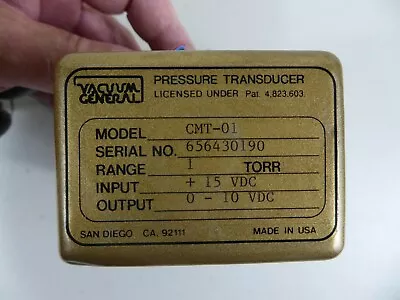 VACUUM
GENERAL
PRESSURE TRANSDUCER
LICENSED UNDER Pat. 4,823,603.
MODEL CMT-01
SERIAL NO. 656430190
RANGE 1 TORR
INPUT + 15 VDC
OUTPUT 0 - 10 VDC
SAN DIEGO CA. 92111 MADE IN USA